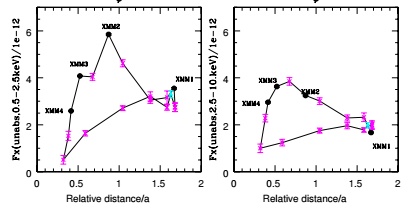 Fx(unabs,0.5-2.5keV)/1e-12
6
4
2
0
XMM2
XMM3
XMM1
XMM4
0 0.5 1 1.5 2
Relative distance/a
Fx(unabs,2.5-10.keV)/1e-12
6
4
2
0
XMM3
XMM2
XMM4
XMM1
0 0.5 1 1.5 2
Relative distance/a